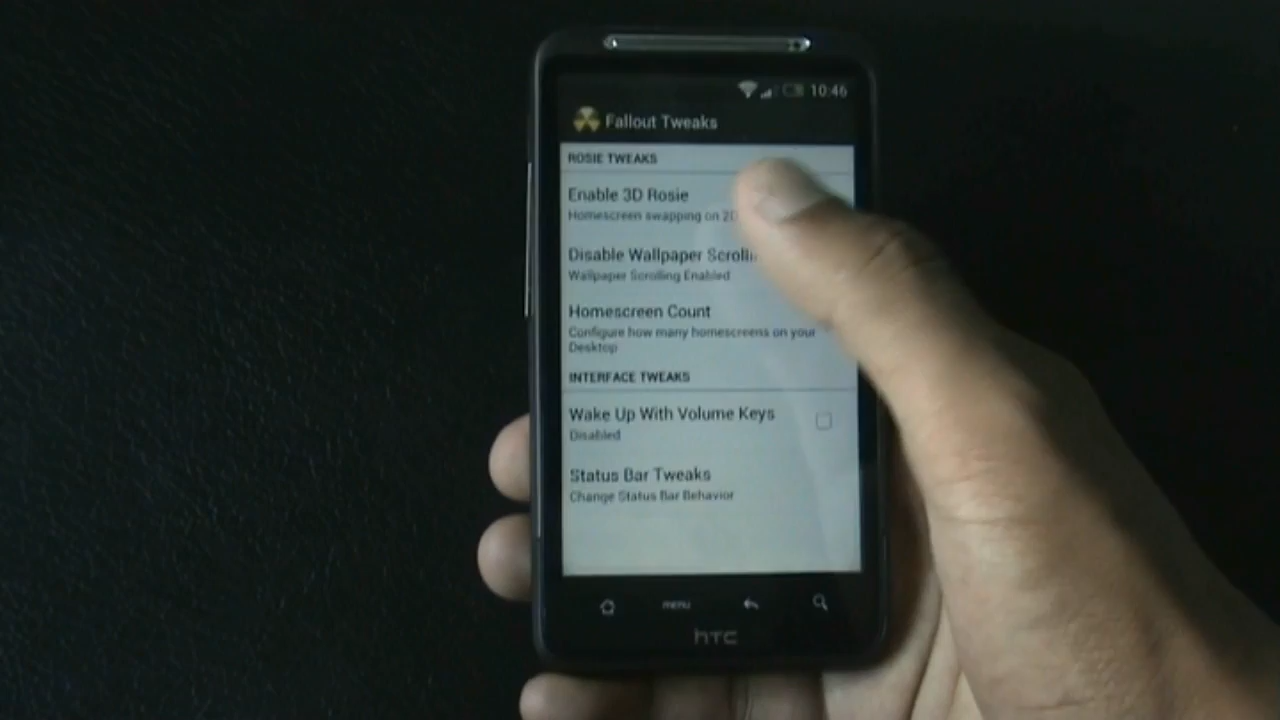 10:46
Fallout Tweaks
ROSIE TWEAKS
Enable 3D Rosie
Homescreen swapping on 2D
Disable Wallpaper Scrolli
Wallpaper Scrolling Enabled
Homescreen Count
Configure how many homescreens on your
Desktop
INTERFACE TWEAKS
Wake Up With Volume Keys
Disabled
Status Bar Tweaks
Change Status Bar Behavior
MENU
hTC